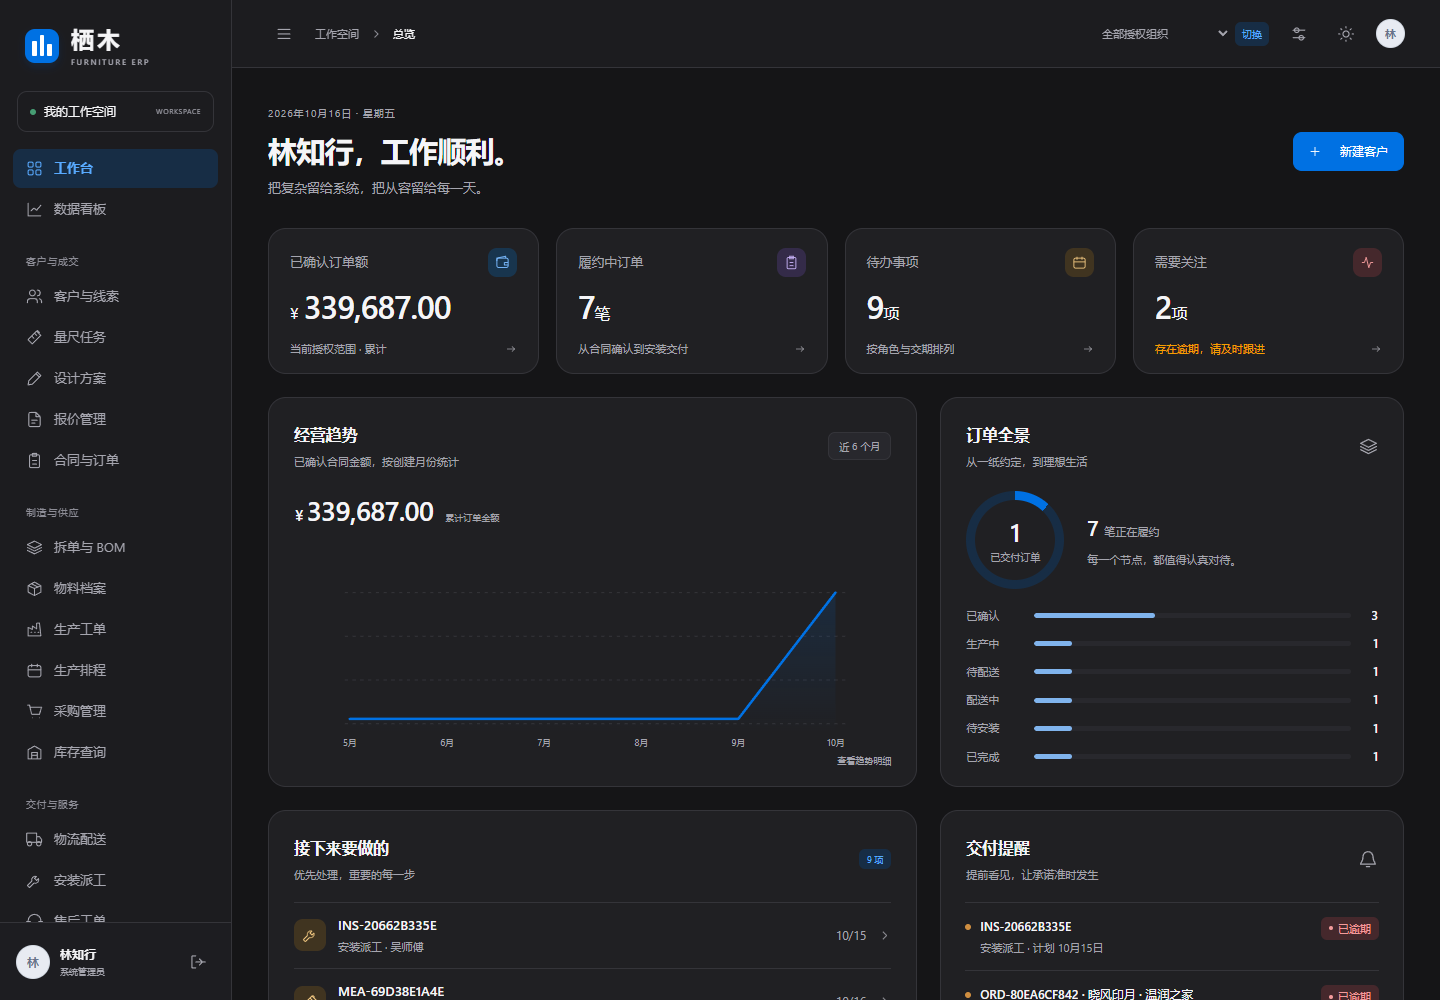 栖木
FURNITURE ERP
我的工作空间 WORKSPACE
工作台
数据看板
客户与成交
客户与线索
量尺任务
设计方案
报价管理
合同与订单
制造与供应
拆单与 BOM
物料档案
生产工单
生产排程
采购管理
库存查询
交付与服务
物流配送
安装派工
售后工单
林
林知行
系统管理员
工作空间 > 总览
全部授权组织 切换 林
2026年10月16日 · 星期五
林知行，工作顺利。
把复杂留给系统，把从容留给每一天。
+ 新建客户
已确认订单额
¥ 339,687.00
当前授权范围 · 累计 →
履约中订单
7笔
从合同确认到安装交付 →
待办事项
9项
按角色与交期排列 →
需要关注
2项
存在逾期，请及时跟进 →
经营趋势
已确认合同金额，按创建月份统计
近 6 个月
¥ 339,687.00 累计订单金额
5月 6月 7月 8月 9月 10月
查看趋势明细
订单全景
从一纸约定，到理想生活
1
已交付订单
7 笔正在履约
每一个节点，都值得认真对待。
已确认 3
生产中 1
待配送 1
配送中 1
待安装 1
已完成 1
接下来要做的
优先处理，重要的每一步
9 项
INS-20662B335E
安装派工 · 吴师傅
10/15
MEA-69D38E1A4E
10/16
交付提醒
提前看见，让承诺准时发生
INS-20662B335E
安装派工 · 计划 10月15日
已逾期
ORD-80EA6CF842 · 晓风印月 · 温润之家
已逾期